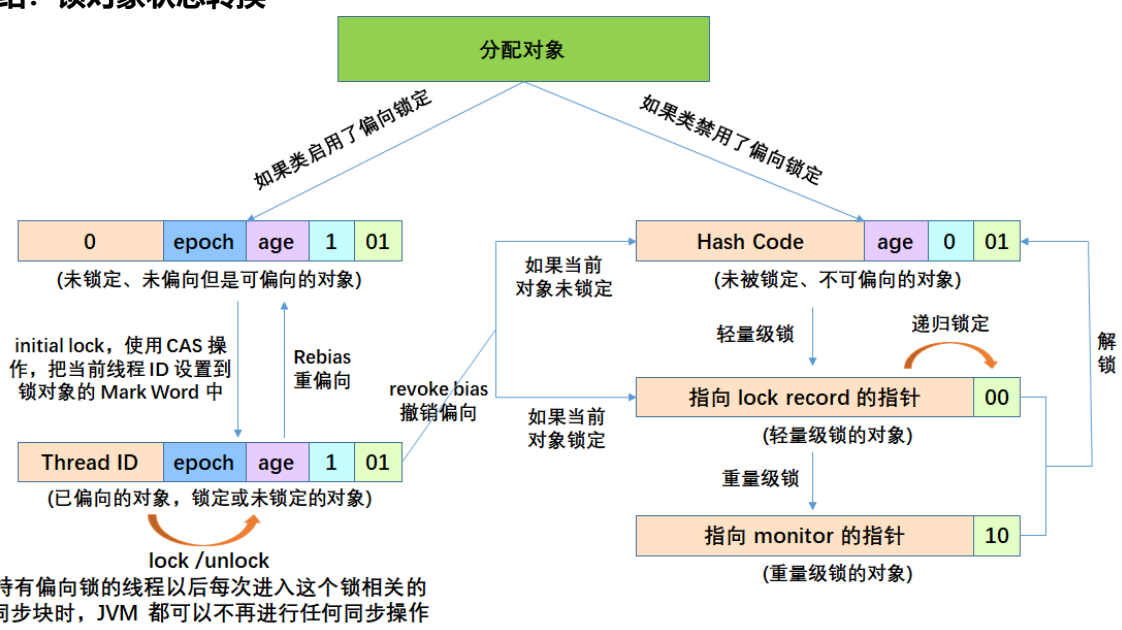 结：锁对象状态转换
分配对象
如果类启用了偏向锁定
如果类禁用了偏向锁定
0 epoch age 1 01
(未锁定、未偏向但是可偏向的对象)
Hash Code age 0 01
(未被锁定、不可偏向的对象)
如果当前
对象未锁定
initial lock，使用 CAS 操
作，把当前线程 ID 设置到
锁对象的 Mark Word 中
Rebias
重偏向
revoke bias
撤销偏向
轻量级锁
递归锁定
解
锁
指向 lock record 的指针 00
(轻量级锁的对象)
如果当前
对象锁定
Thread ID epoch age 1 01
(已偏向的对象，锁定或未锁定的对象)
重量级锁
指向 monitor 的指针 10
(重量级锁的对象)
lock /unlock
持有偏向锁的线程以后每次进入这个锁相关的
同步块时，JVM 都可以不再进行任何同步操作